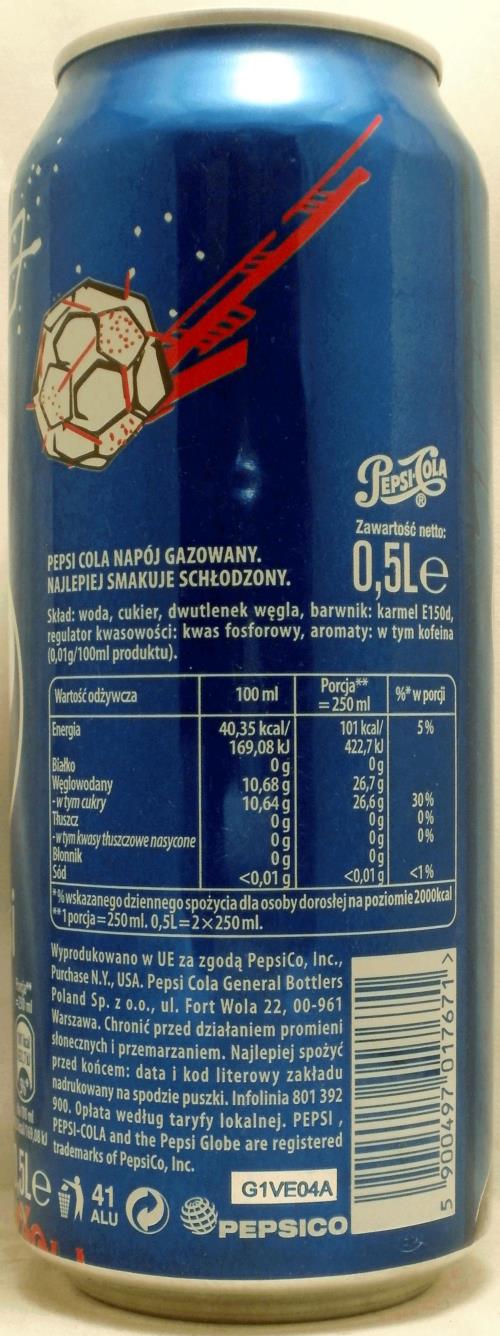 PEPSI-COLA
®
Zawartość netto:
0,5L e
PEPSI COLA NAPÓJ GAZOWANY.
NAJLEPIEJ SMAKUJE SCHŁODZONY.
Skład: woda, cukier, dwutlenek węgla, barwnik: karmel E150d,
regulator kwasowości: kwas fosforowy, aromaty: w tym kofeina
(0,01g/100ml produktu).
Wartość odżywcza 100 ml Porcja** = 250 ml %* w porcji
Energia 40,35 kcal/ 101 kcal/ 5%
169,08 kJ 422,7 kJ
Białko 0 g 0 g
Węglowodany 10,68 g 26,7 g
- w tym cukry 10,64 g 26,6 g 30%
Tłuszcz 0 g 0 g 0%
- w tym kwasy tłuszczowe nasycone 0 g 0 g 0%
Błonnik 0 g 0 g
Sód <0,01 g <0,01 g <1%
*% wskazanego dziennego spożycia dla osoby dorosłej na poziomie 2000kcal
**1 porcja = 250 ml. 0,5L = 2 x 250 ml.
Wyprodukowano w UE za zgodą PepsiCo, Inc.,
Purchase N.Y., USA. Pepsi Cola General Bottlers
Poland Sp. z o.o., ul. Fort Wola 22, 00-961
Warszawa. Chronić przed działaniem promieni
słonecznych i przemarzaniem. Najlepiej spożyć
przed końcem: data i kod literowy zakładu
nadrukowany na spodzie puszki. Infolinia 801 392
900. Opłata według taryfy lokalnej. PEPSI ,
PEPSI-COLA and the Pepsi Globe are registered
trademarks of PepsiCo, Inc.
G1VE04A
41
ALU
PEPSICO
5 900497 017671 >